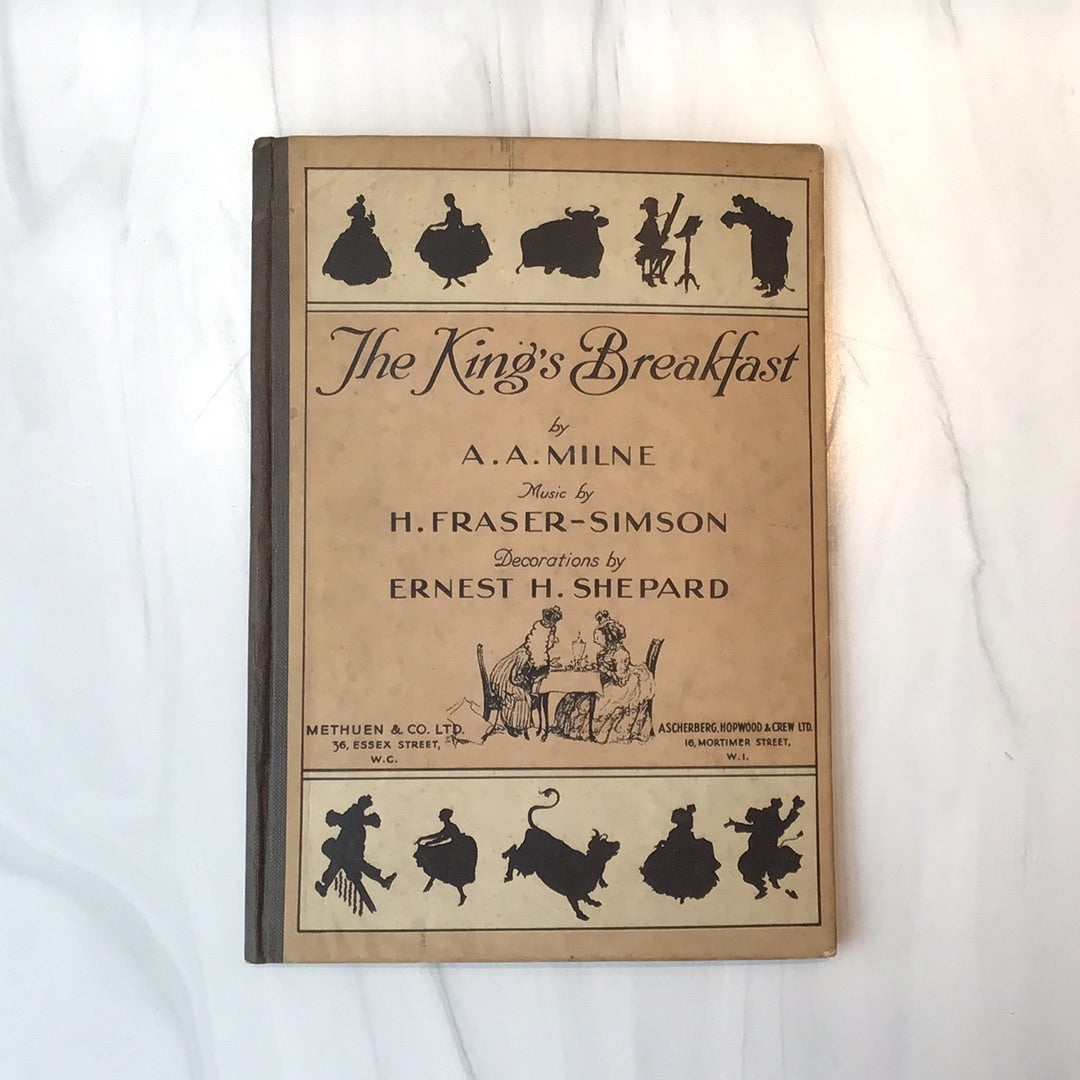 The King's Breakfast
by
A. A. MILNE
Music by
H. FRASER-SIMSON
Decorations by
ERNEST H. SHEPARD
METHUEN & CO. LTD.
36, ESSEX STREET,
W.C.
ASCHERBERG, HOPWOOD & CREW LTD.
16, MORTIMER STREET,
W.1.